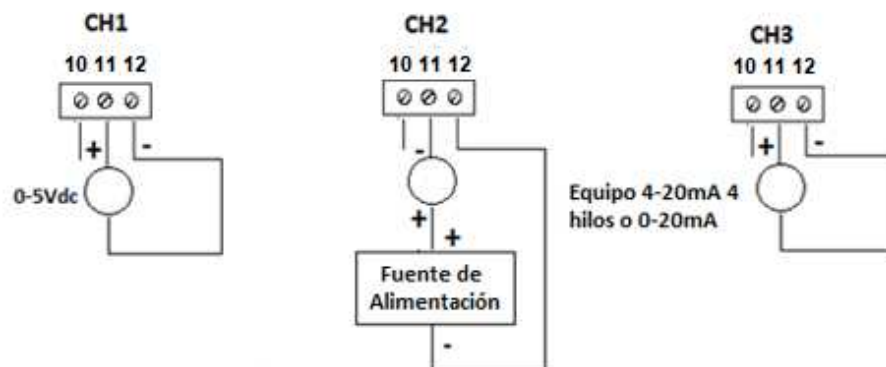 CH1
10 11 12
+
-
0-5Vdc
CH2
10 11 12
-
+
+
Fuente de
Alimentación
-
CH3
10 11 12
+
-
Equipo 4-20mA 4
hilos o 0-20mA